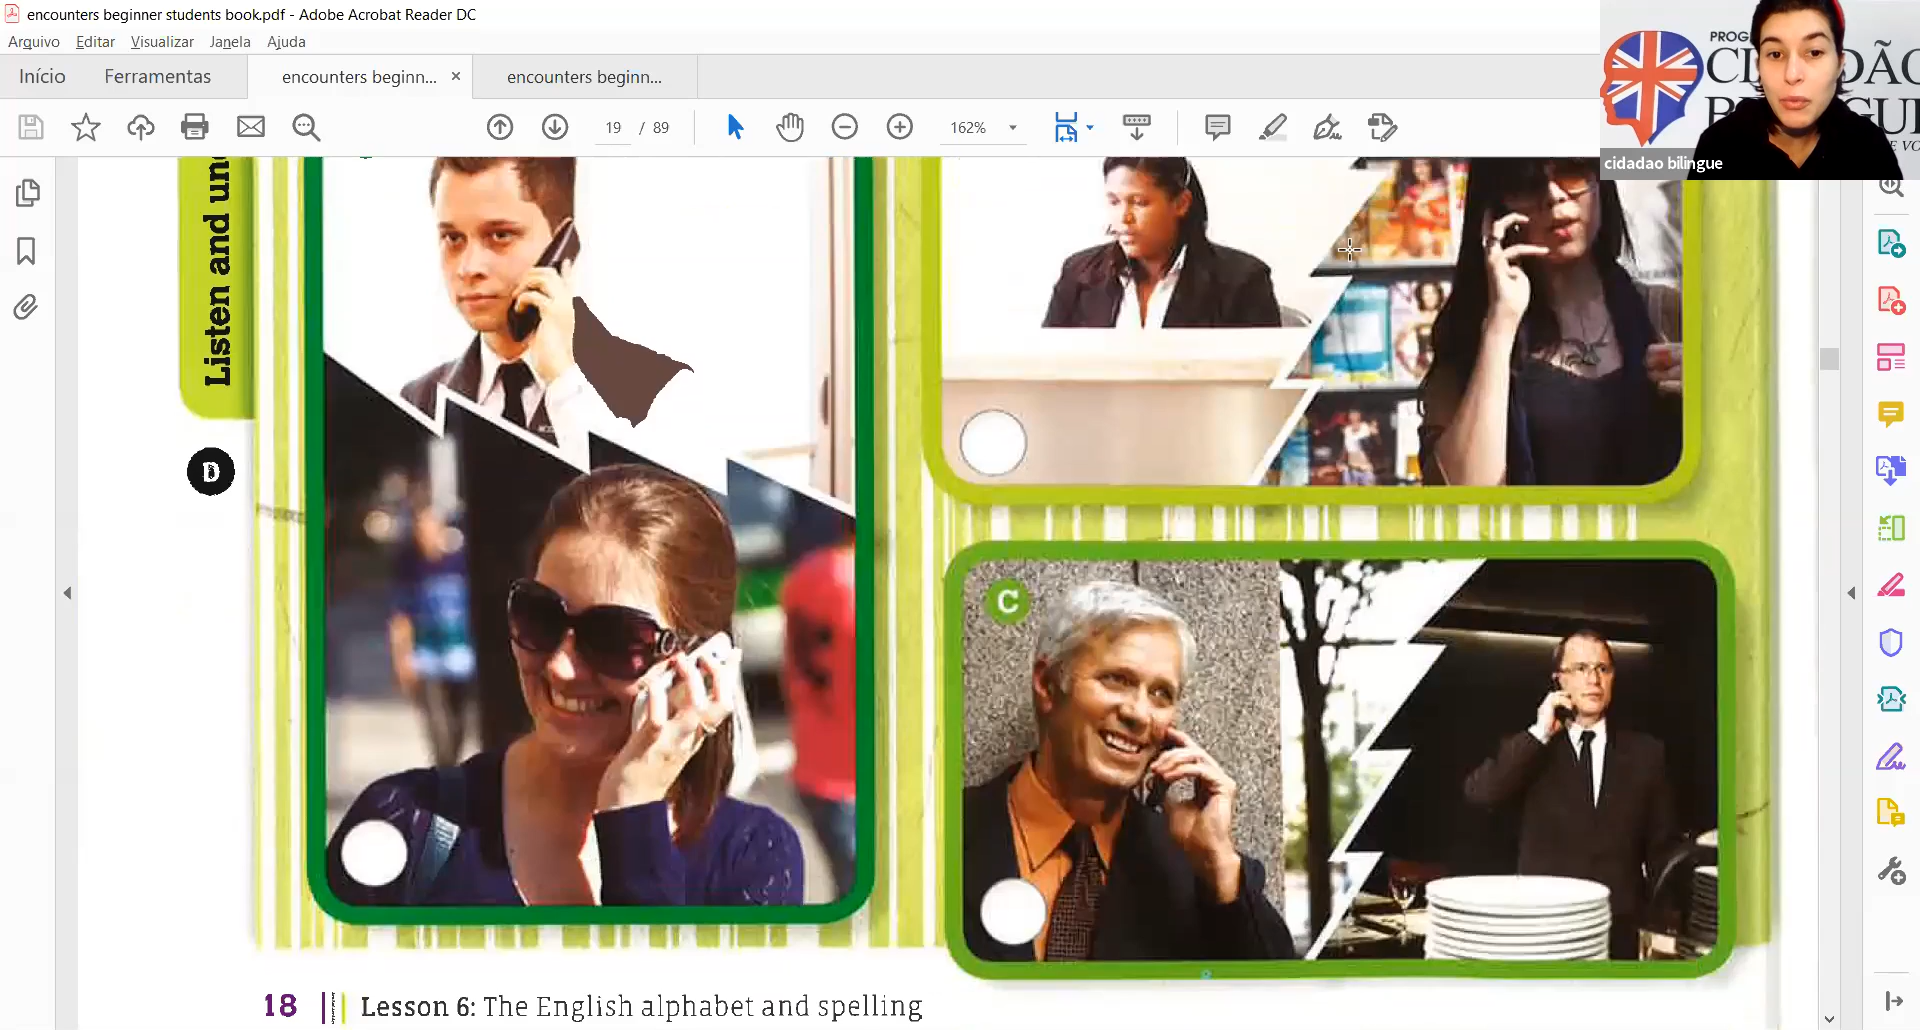 encounters beginner students book.pdf - Adobe Acrobat Reader DC
Arquivo Editar Visualizar Janela Ajuda
Início Ferramentas encounters beginn... × encounters beginn...
19 / 89 162%
cidadao bilingue
Listen and
D
C
18 Lesson 6: The English alphabet and spelling